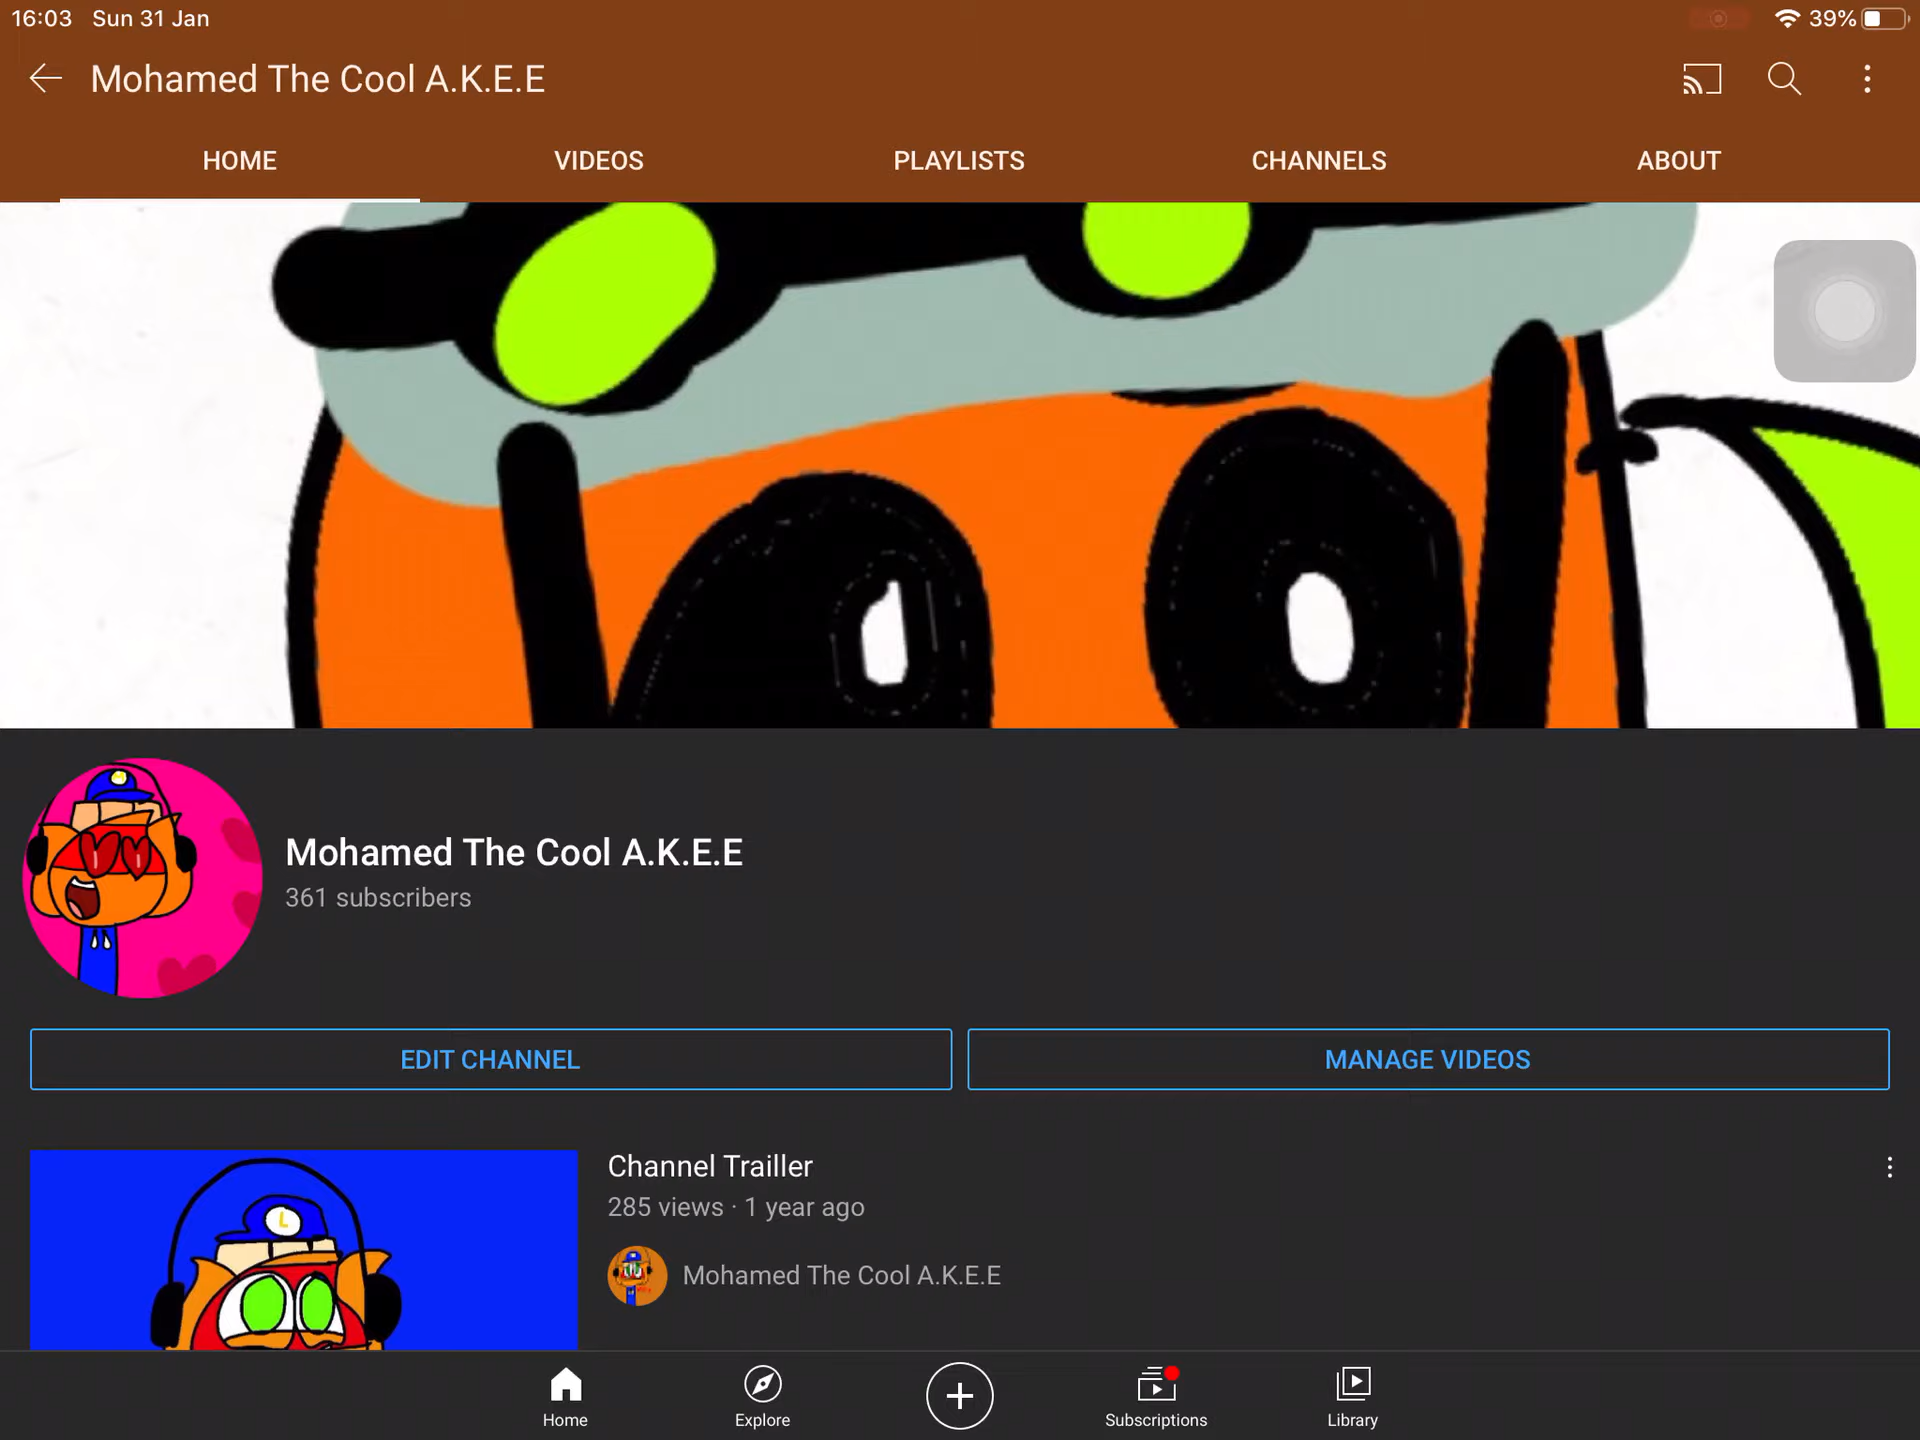 16:03 Sun 31 Jan 39%
Mohamed The Cool A.K.E.E
HOME VIDEOS PLAYLISTS CHANNELS ABOUT
Mohamed The Cool A.K.E.E
361 subscribers
EDIT CHANNEL MANAGE VIDEOS
Channel Trailler
285 views · 1 year ago
L
Mohamed The Cool A.K.E.E
Home Explore Subscriptions Library